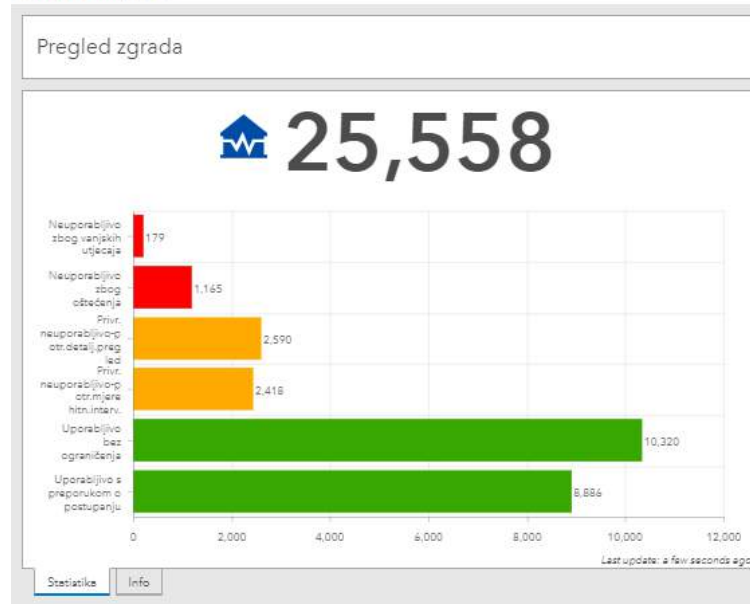 Pregled zgrada
25,558
Neuporabljivo
zbog vanjskih
utjecaja
179
Neuporabljivo
zbog
oštećenja
1,165
Privr.
neuporabljivo-p
otr.detalj.preg
led
2,590
Privr.
neuporabljivo-p
otr.mjere
hitn.interv.
2,418
Uporabljivo
bez
ograničenja
10,320
Uporabljivo s
preporukom o
postupanju
8,886
0 2,000 4,000 6,000 8,000 10,000 12,000
Last update: a few seconds ago
Statistika Info